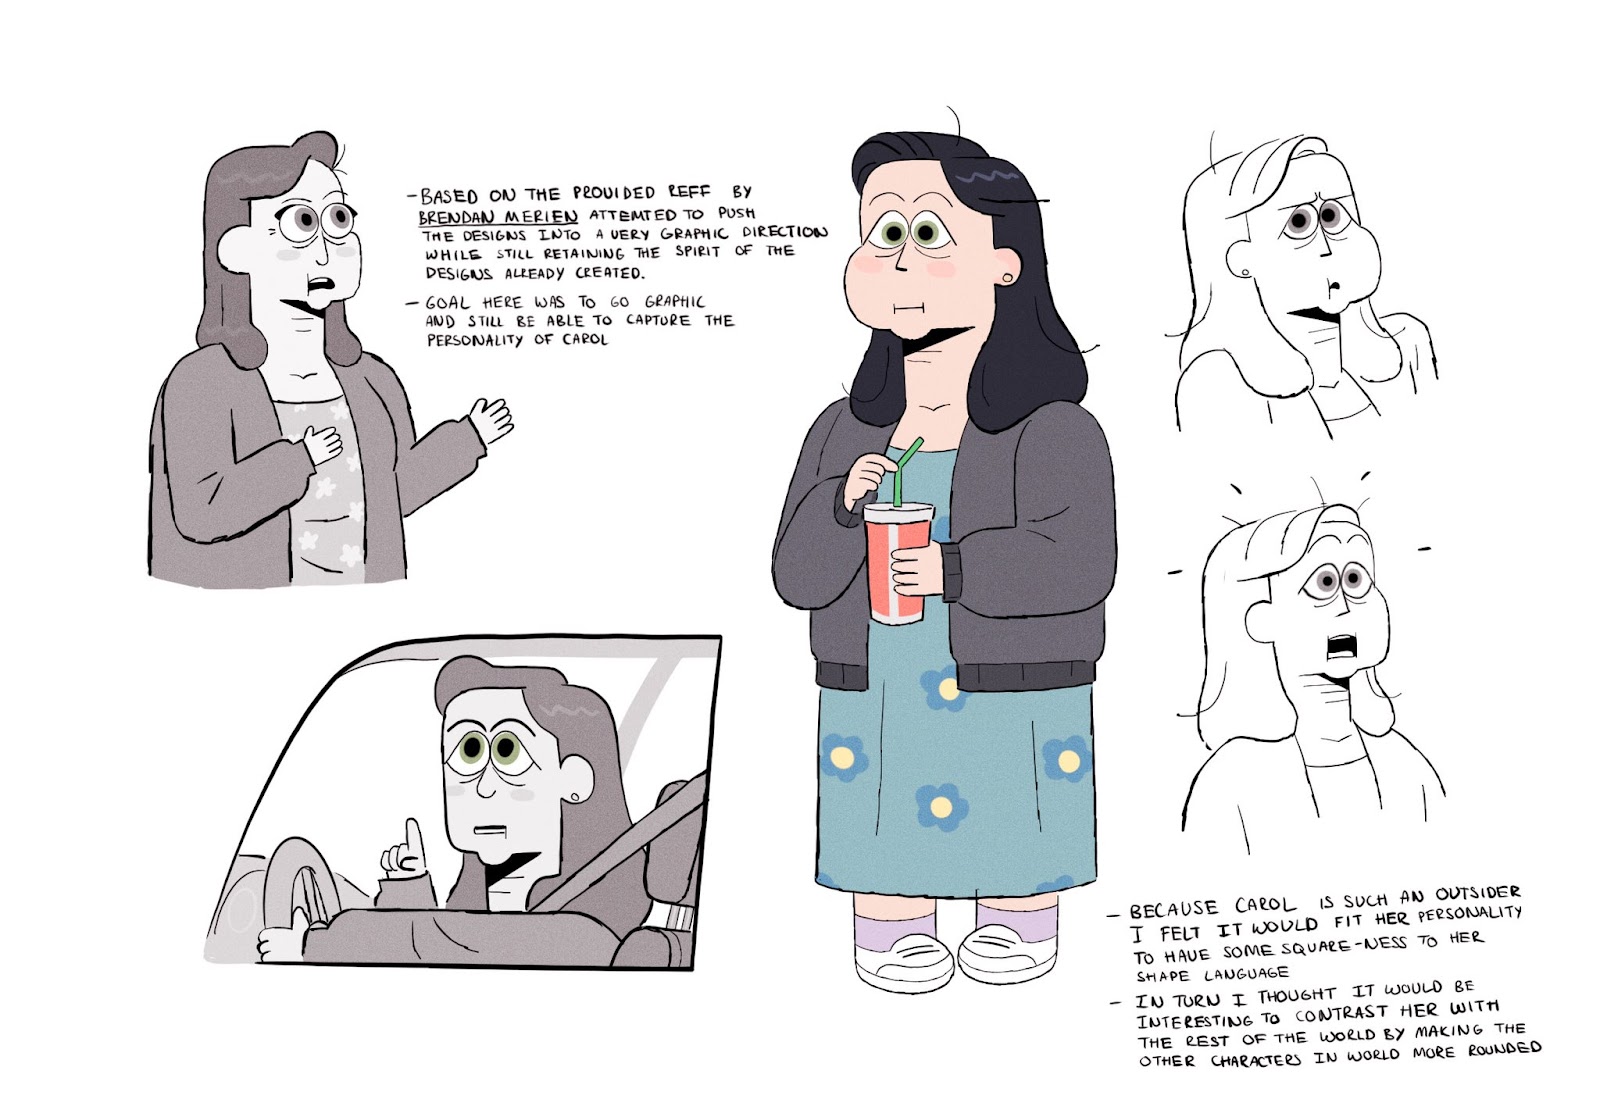 - BASED ON THE PROVIDED REFF BY
BRENDAN MERIEN ATTEMTED TO PUSH
THE DESIGNS INTO A VERY GRAPHIC DIRECTION
WHILE STILL RETAINING THE SPIRIT OF THE
DESIGNS ALREADY CREATED.
- GOAL HERE WAS TO GO GRAPHIC
AND STILL BE ABLE TO CAPTURE THE
PERSONALITY OF CAROL
- BECAUSE CAROL IS SUCH AN OUTSIDER
I FELT IT WOULD FIT HER PERSONALITY
TO HAVE SOME SQUARE-NESS TO HER
SHAPE LANGUAGE
- IN TURN I THOUGHT IT WOULD BE
INTERESTING TO CONTRAST HER WITH
THE REST OF THE WORLD BY MAKING THE
OTHER CHARACTERS IN WORLD MORE ROUNDED